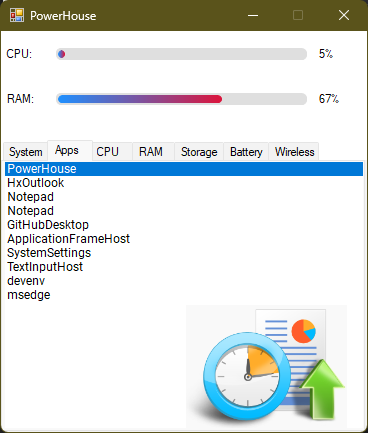 PowerHouse
CPU: 5%
RAM: 67%
System Apps CPU RAM Storage Battery Wireless
PowerHouse
HxOutlook
Notepad
Notepad
GitHubDesktop
ApplicationFrameHost
SystemSettings
TextInputHost
devenv
msedge